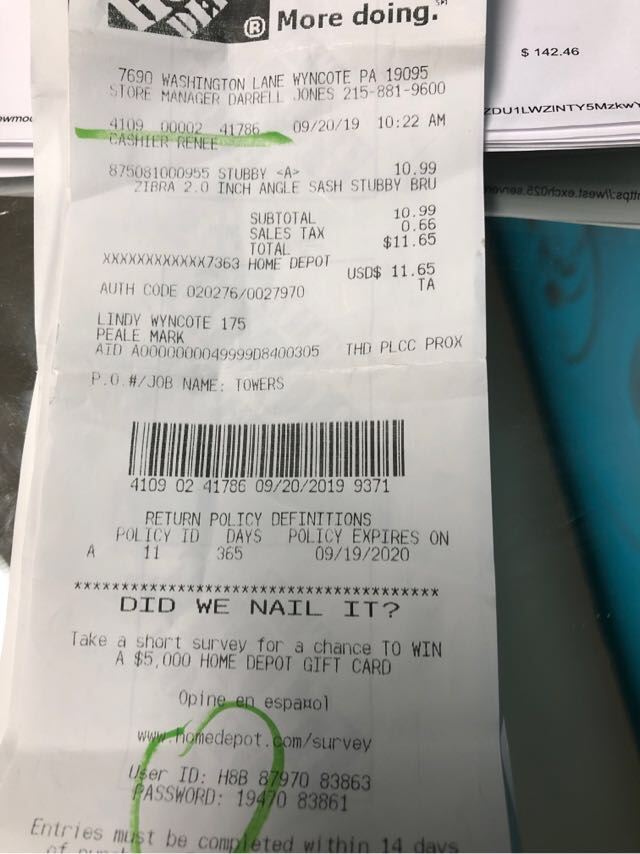 More doing.
$ 142.46
7690 WASHINGTON LANE WYNCOTE PA 19095
STORE MANAGER DARRELL JONES 215-881-9600
4109 00002 41786 09/20/19 10:22 AM
CASHIER RENEE
875081000955 STUBBY <A> 10.99
ZIBRA 2.0 INCH ANGLE SASH STUBBY BRU
SUBTOTAL 10.99
SALES TAX 0.66
TOTAL $11.65
XXXXXXXXXXXX7363 HOME DEPOT
USD$ 11.65
AUTH CODE 020276/0027970 TA
LINDY WYNCOTE 175
PEALE MARK
AID A0000000049999D8400305 THD PLCC PROX
P.O.#/JOB NAME: TOWERS
4109 02 41786 09/20/2019 9371
RETURN POLICY DEFINITIONS
POLICY ID DAYS POLICY EXPIRES ON
A 11 365 09/19/2020
***************************************
DID WE NAIL IT?
Take a short survey for a chance TO WIN
A $5,000 HOME DEPOT GIFT CARD
Opine en español
www.homedepot.com/survey
User ID: H8B 87970 83863
PASSWORD: 19470 83861
Entries must be completed within 14 days